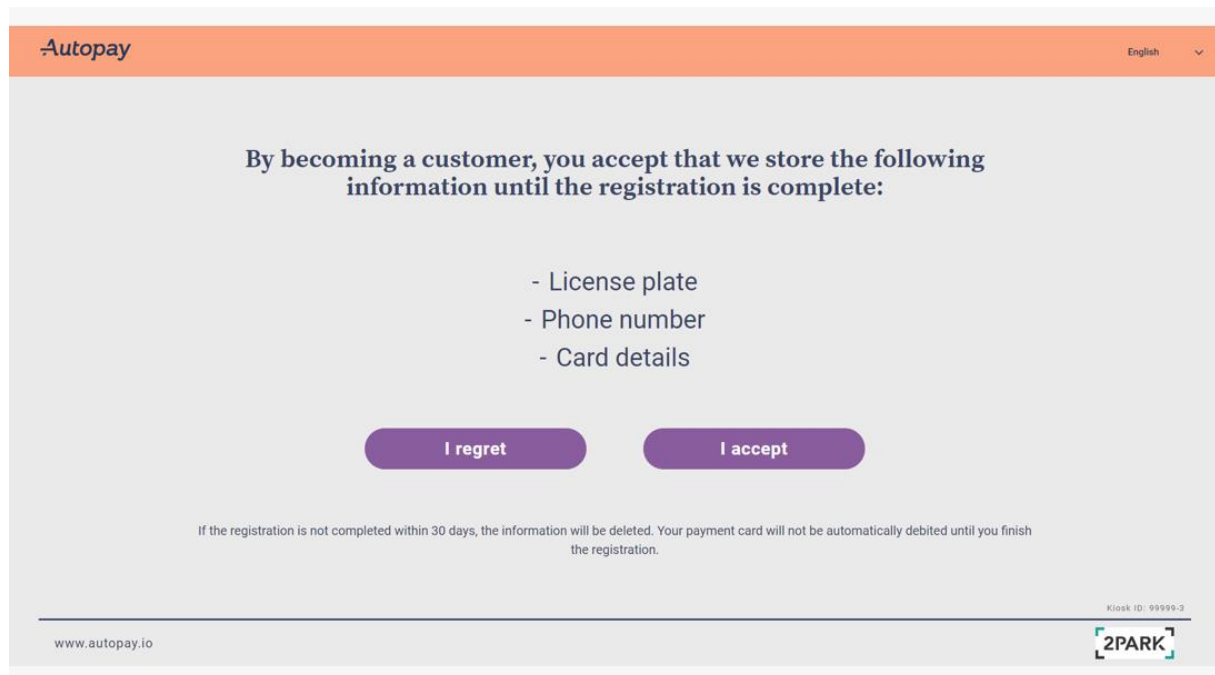 Autopay
English
By becoming a customer, you accept that we store the following
information until the registration is complete:
- License plate
- Phone number
- Card details
I regret
I accept
If the registration is not completed within 30 days, the information will be deleted. Your payment card will not be automatically debited until you finish
the registration.
Kiosk ID: 99999-3
www.autopay.io
2PARK